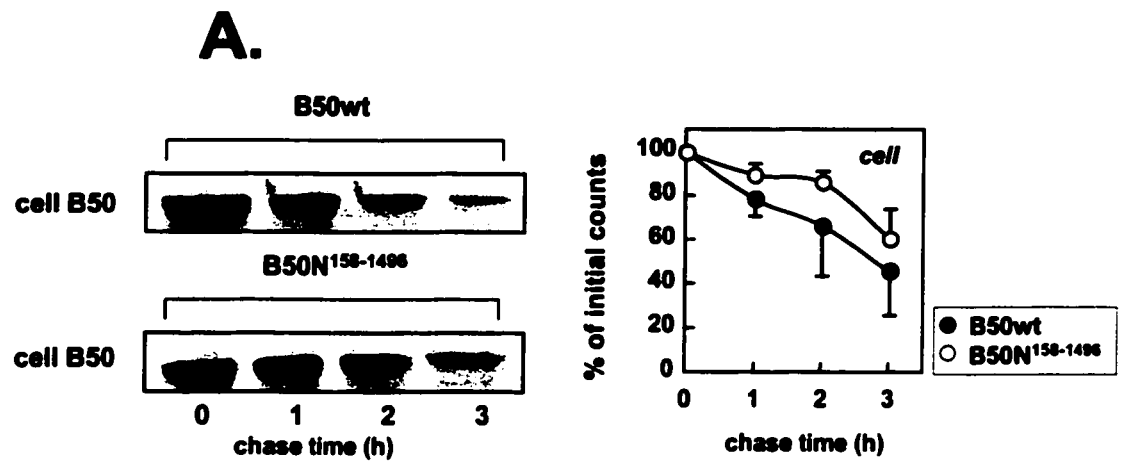 A.
B50wt
cell B50
B50N¹⁵⁸⁻¹⁴⁹⁶
cell B50
0 1 2 3
chase time (h)
% of initial counts
100
80
60
40
20
0
cell
0 1 2 3
chase time (h)
B50wt
B50N¹⁵⁸⁻¹⁴⁹⁶